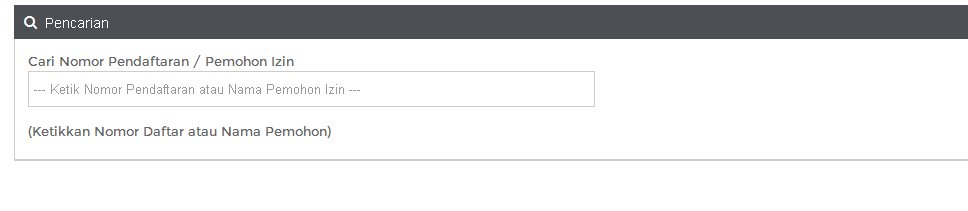 Pencarian
Cari Nomor Pendaftaran / Pemohon Izin
--- Ketik Nomor Pendaftaran atau Nama Pemohon Izin ---
(Ketikkan Nomor Daftar atau Nama Pemohon)